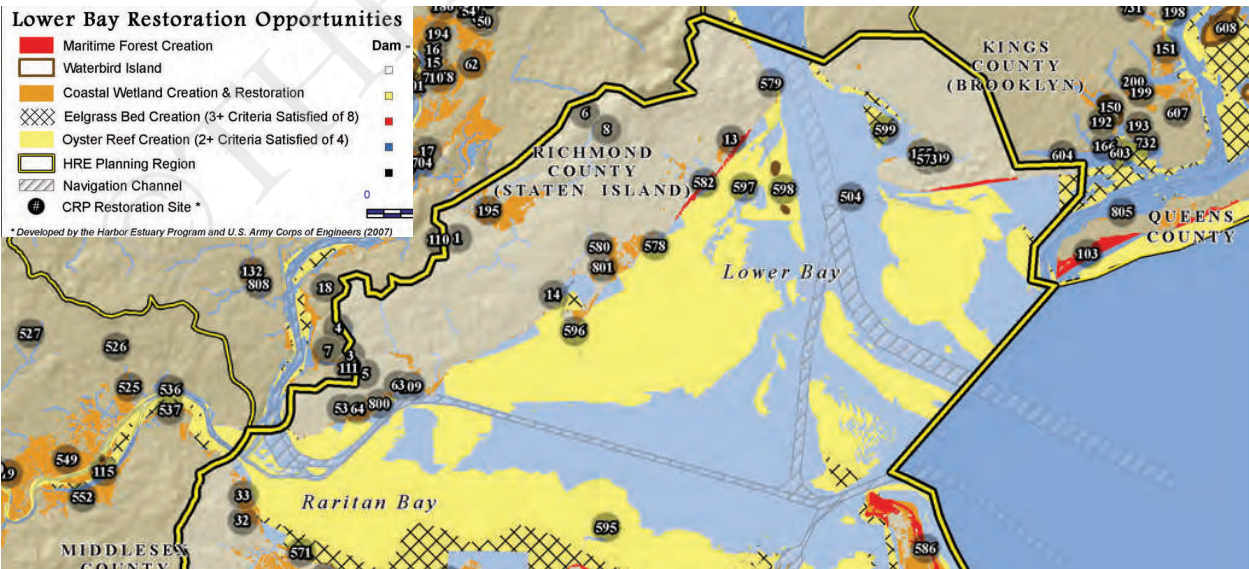 Lower Bay Restoration Opportunities
Maritime Forest Creation
Waterbird Island
Coastal Wetland Creation & Restoration
Eelgrass Bed Creation (3+ Criteria Satisfied of 8)
Oyster Reef Creation (2+ Criteria Satisfied of 4)
HRE Planning Region
Navigation Channel
# CRP Restoration Site *
* Developed by the Harbor Estuary Program and U.S. Army Corps of Engineers (2007)
Dam -
0
50
194
16
15
62
17
704
195
110 1
6
8
RICHMOND
COUNTY
(STATEN ISLAND)
13
582
597
598
579
504
599
573
KINGS
COUNTY
(BROOKLYN)
198
608
151
200
199
150
192
193
607
166
603
732
604
805
QUEENS
COUNTY
103
580
578
801
14
596
Lower Bay
132
808
18
4
7
3
111
5
63
09
53 64 800
527
526
525
536
537
549
115
552
33
32
571
Raritan Bay
595
586
MIDDLESEX
COUNTY